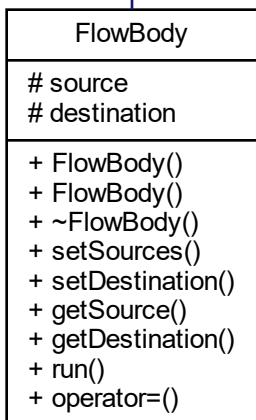 FlowBody
# source
# destination
+ FlowBody()
+ FlowBody()
+ ~FlowBody()
+ setSources()
+ setDestination()
+ getSource()
+ getDestination()
+ run()
+ operator=()